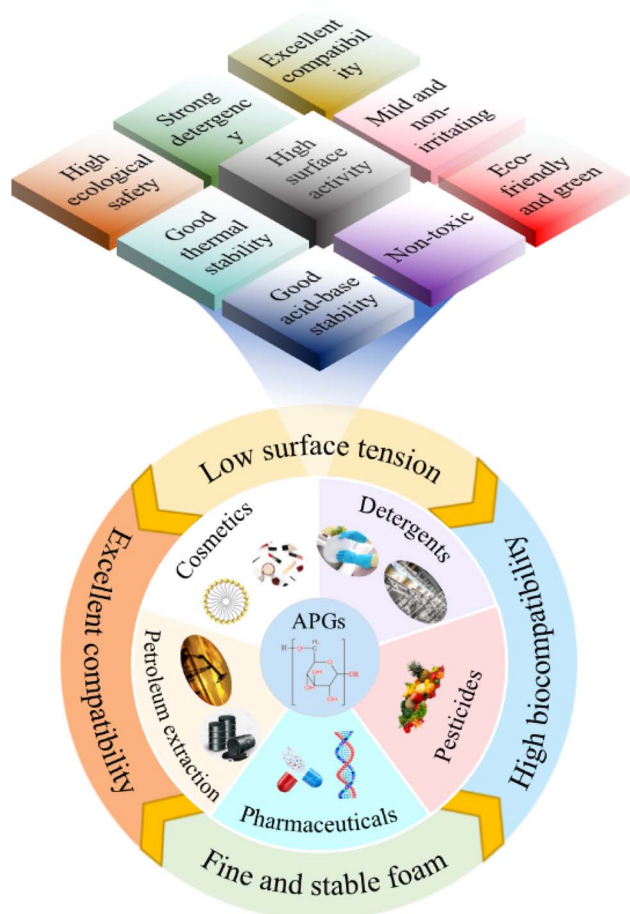 Excellent
compatibil
ity
Strong
detergenc
y
Mild and
non-
irritating
High
ecological
safety
High
surface
activity
Eco-
friendly
and green
Good
thermal
stability
Non-toxic
Good
acid-base
stability
Low surface tension
Excellent compatibility
High biocompatibility
Fine and stable foam
Cosmetics
Detergents
Petroleum extraction
Pesticides
Pharmaceuticals
APGs